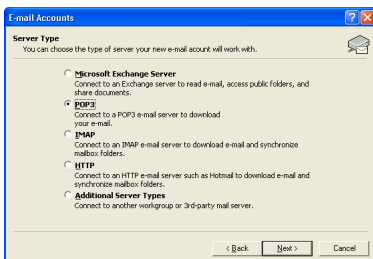 E-mail Accounts
Server Type
You can choose the type of server your new e-mail acount will work with.
Microsoft Exchange Server
Connect to an Exchange server to read e-mail, access public folders, and
share documents.
POP3
Connect to a POP3 e-mail server to download
your e-mail.
IMAP
Connect to an IMAP e-mail server to download e-mail and synchronize
mailbox folders.
HTTP
Connect to an HTTP e-mail server such as Hotmail to download e-mail and
synchronize mailbox folders.
Additional Server Types
Connect to another workgroup or 3rd-party mail server.
< Back Next > Cancel